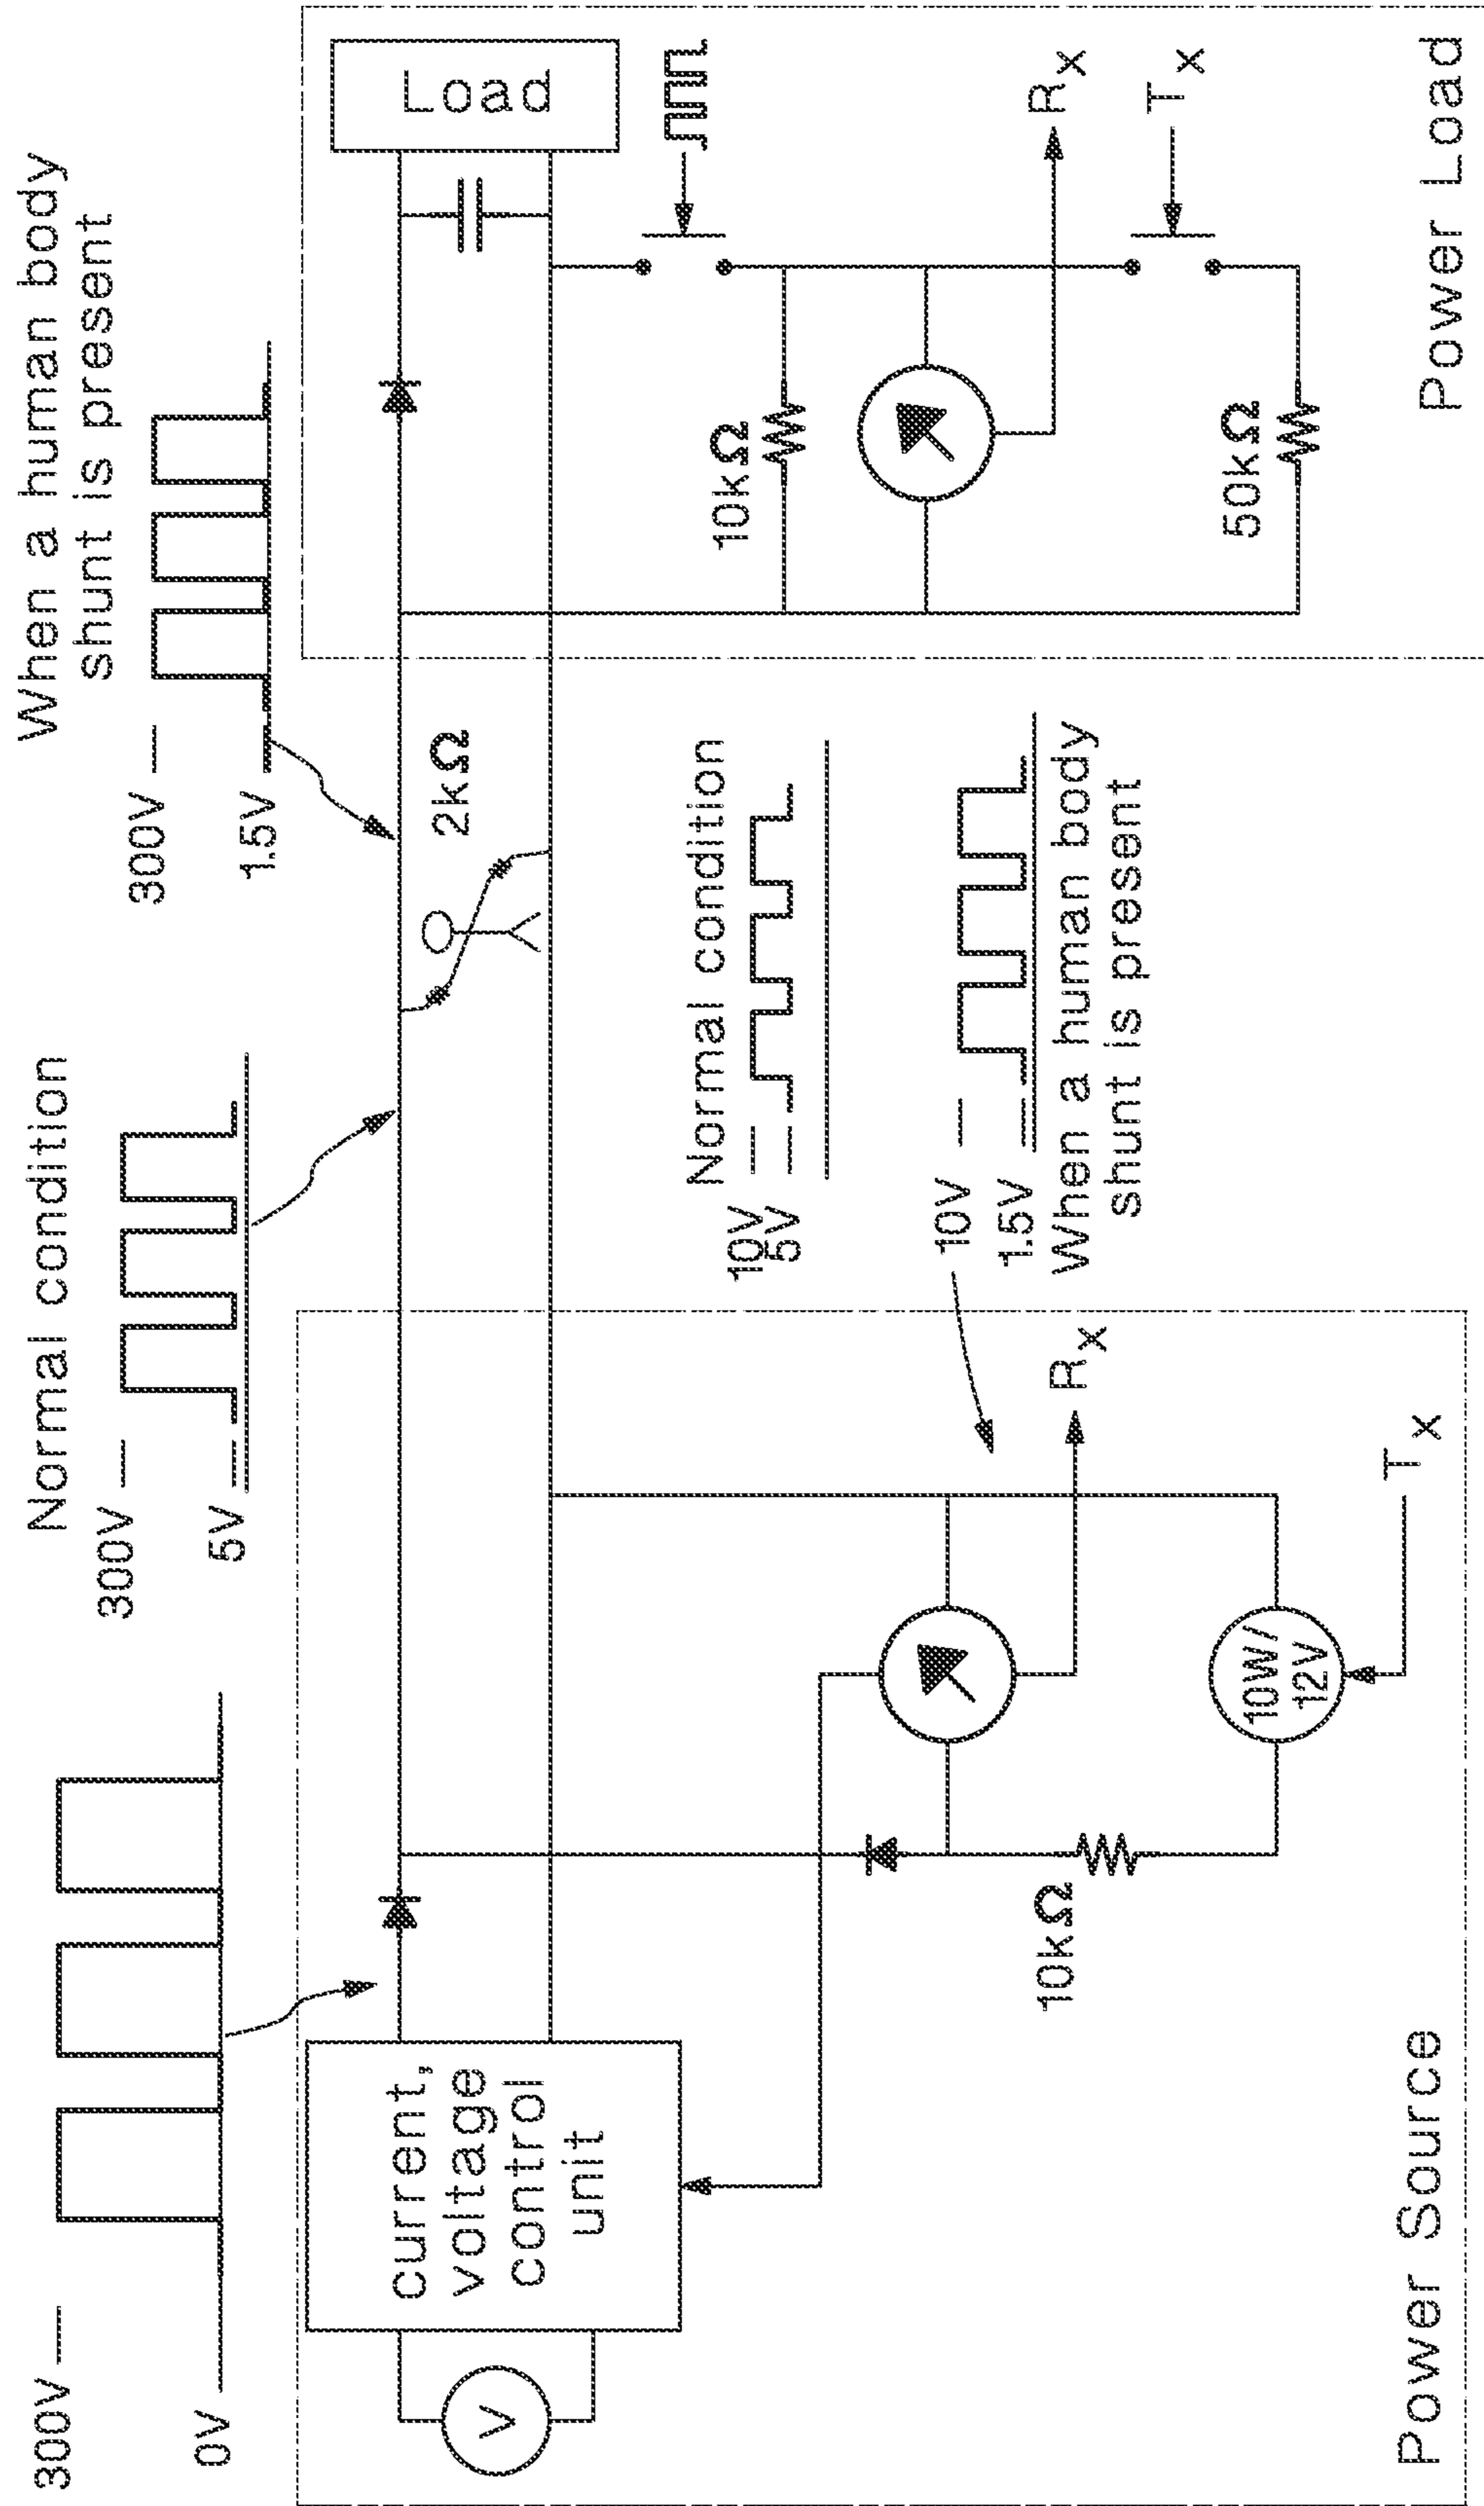 300V
0V
Normal condition
300V
5V
When a human body
shunt is present
300V
1.5V
V
current,
voltage
control
unit
2kΩ
Load
10kΩ
10W/
12V
Rx
Tx
Power Source
Normal condition
10V
5V
10V
1.5V
When a human body
shunt is present
10kΩ
50kΩ
Rx
Tx
Power Load